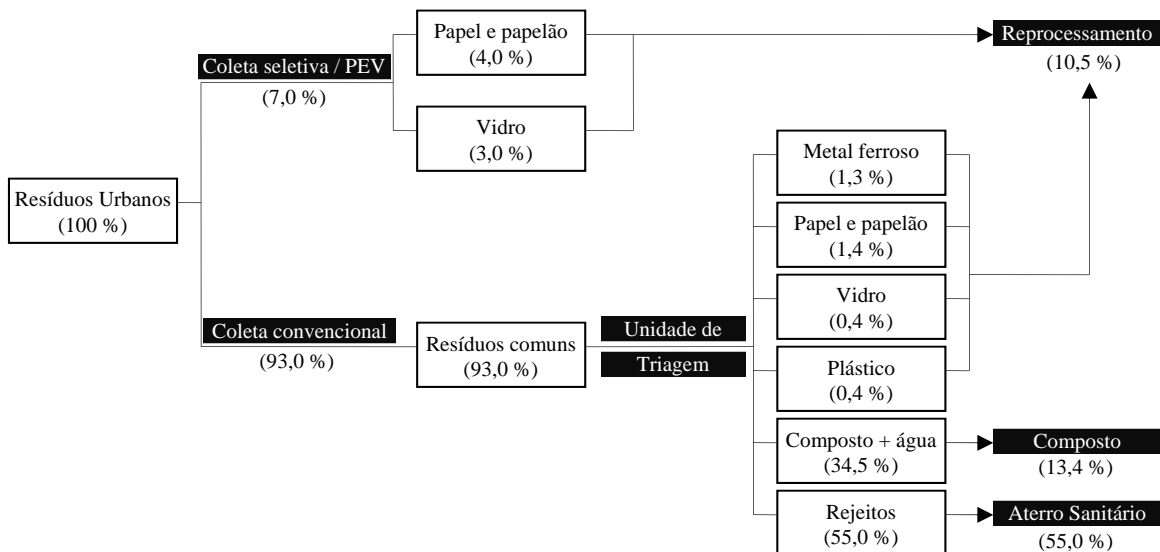 Papel e papelão
(4,0 %)
Reprocessamento
(10,5 %)
Coleta seletiva / PEV
(7,0 %)
Vidro
(3,0 %)
Metal ferroso
(1,3 %)
Resíduos Urbanos
(100 %)
Papel e papelão
(1,4 %)
Vidro
(0,4 %)
Coleta convencional
(93,0 %)
Resíduos comuns
(93,0 %)
Unidade de
Triagem
Plástico
(0,4 %)
Composto + água
(34,5 %)
Composto
(13,4 %)
Rejeitos
(55,0 %)
Aterro Sanitário
(55,0 %)